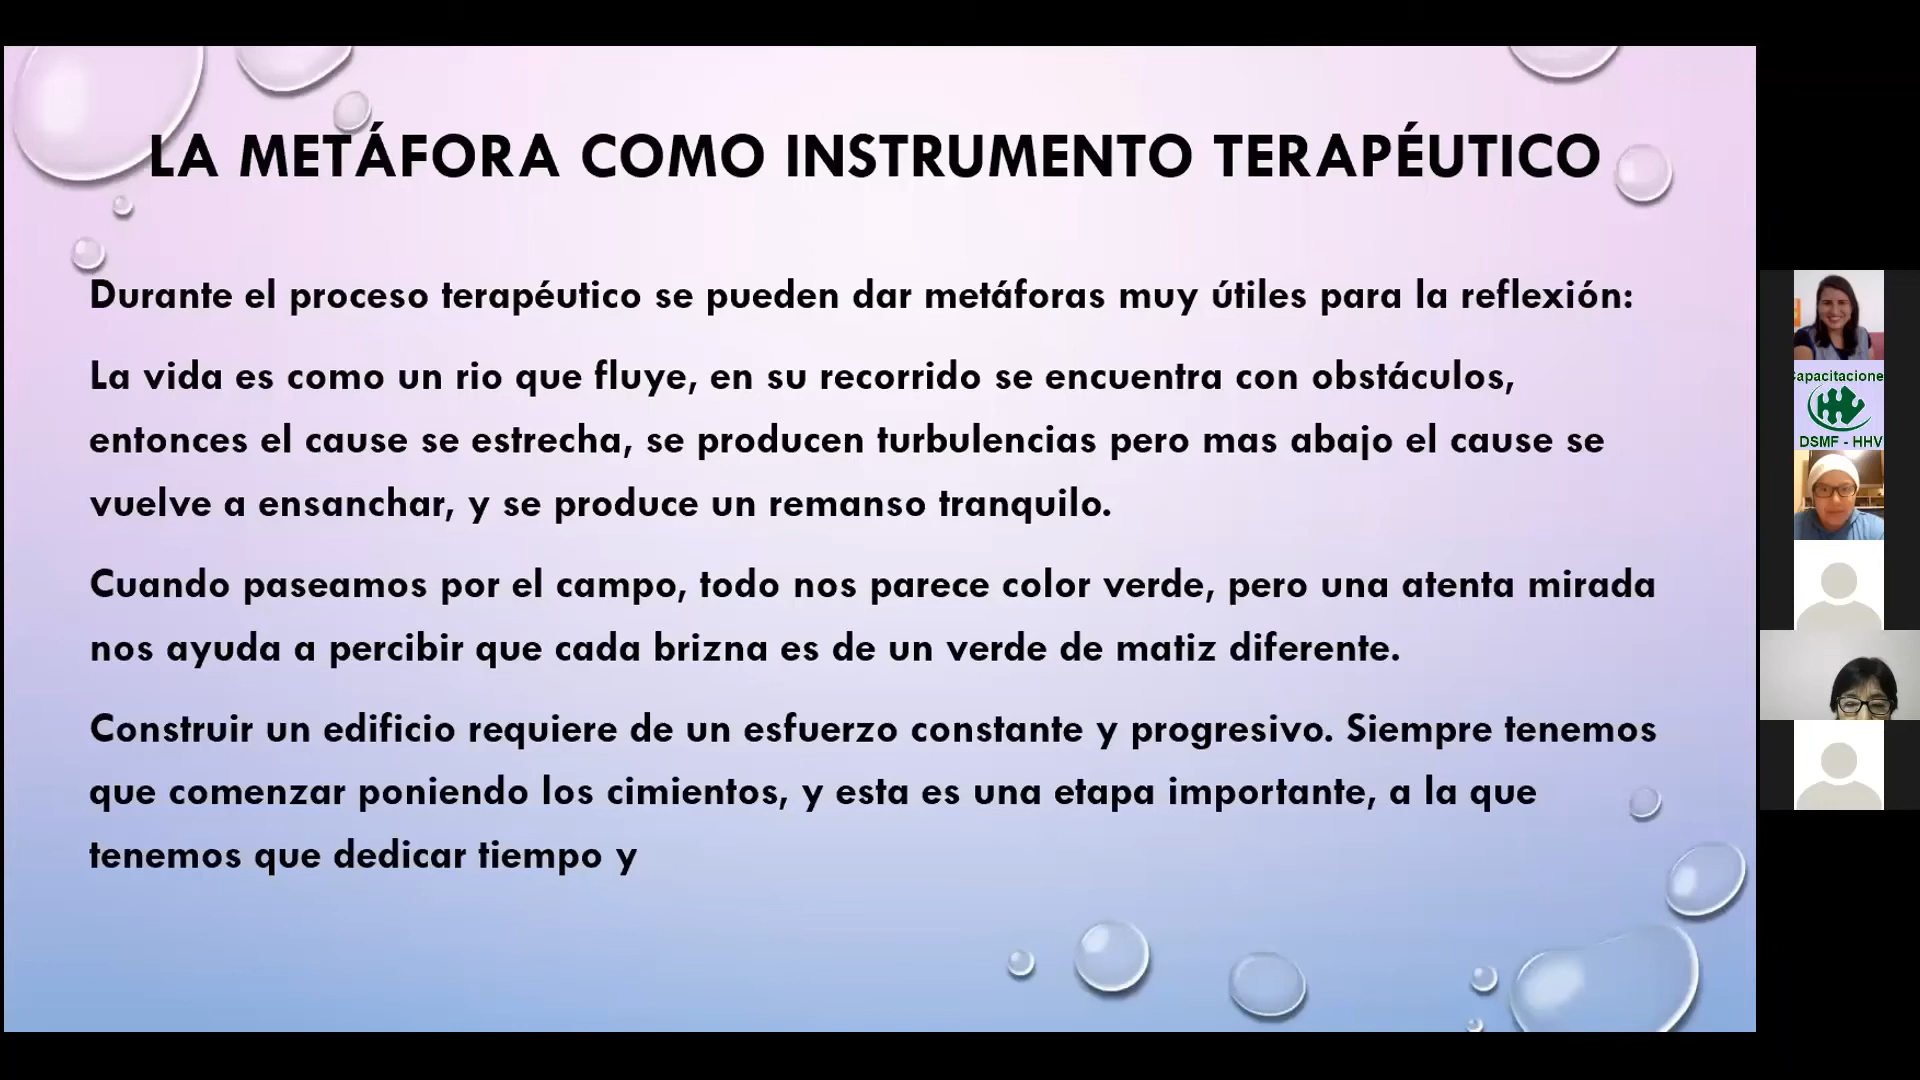 LA METÁFORA COMO INSTRUMENTO TERAPÉUTICO
Durante el proceso terapéutico se pueden dar metáforas muy útiles para la reflexión:
La vida es como un rio que fluye, en su recorrido se encuentra con obstáculos,
entonces el cause se estrecha, se producen turbulencias pero mas abajo el cause se
vuelve a ensanchar, y se produce un remanso tranquilo.
Cuando paseamos por el campo, todo nos parece color verde, pero una atenta mirada
nos ayuda a percibir que cada brizna es de un verde de matiz diferente.
Construir un edificio requiere de un esfuerzo constante y progresivo. Siempre tenemos
que comenzar poniendo los cimientos, y esta es una etapa importante, a la que
tenemos que dedicar tiempo y
apacitacione
DSMF - HHV